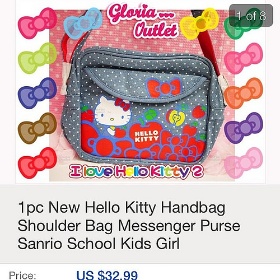 Gloria ...
Outlet
1 of 8
HELLO
KITTY
I love Hello Kitty 2
1pc New Hello Kitty Handbag
Shoulder Bag Messenger Purse
Sanrio School Kids Girl
Price: US $32.99